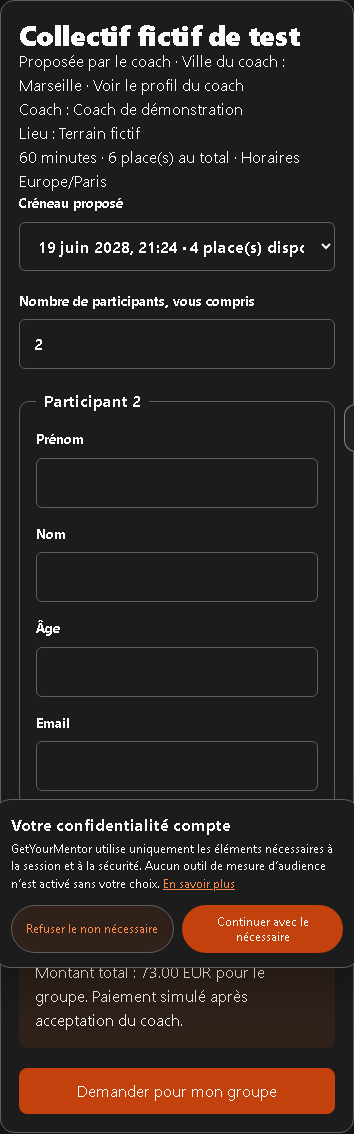 Collectif fictif de test
Proposée par le coach · Ville du coach :
Marseille · Voir le profil du coach
Coach : Coach de démonstration
Lieu : Terrain fictif
60 minutes · 6 place(s) au total · Horaires
Europe/Paris
Créneau proposé
19 juin 2028, 21:24 · 4 place(s) dispo
Nombre de participants, vous compris
2
Participant 2
Prénom
Nom
Âge
Email
Votre confidentialité compte
GetYourMentor utilise uniquement les éléments nécessaires à
la session et à la sécurité. Aucun outil de mesure d’audience
n’est activé sans votre choix. En savoir plus
Refuser le non nécessaire
Continuer avec le
nécessaire
Montant total : 73.00 EUR pour le
groupe. Paiement simulé après
acceptation du coach.
Demander pour mon groupe